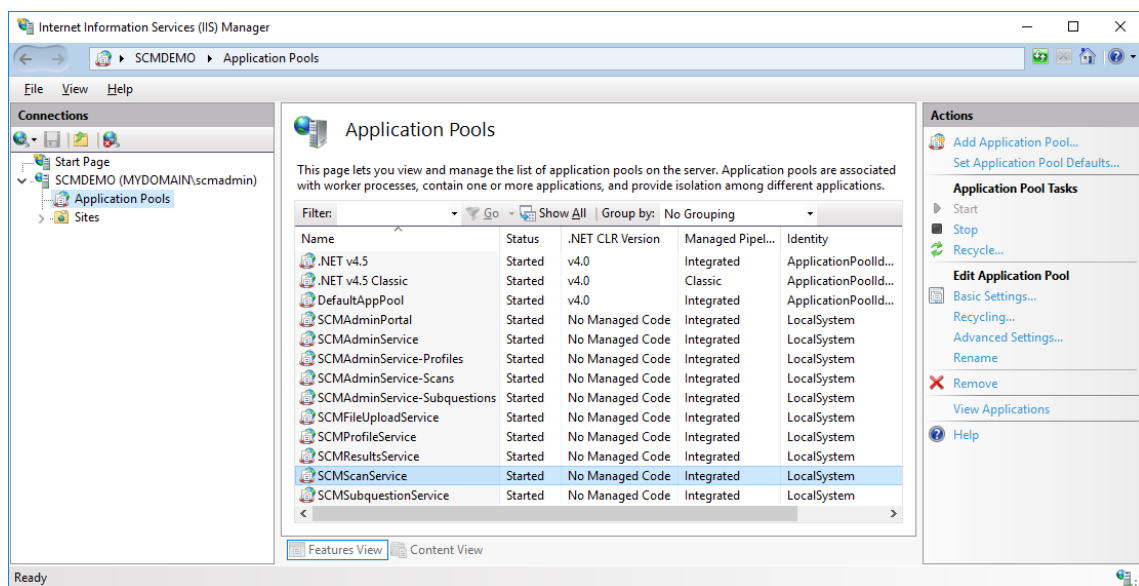 Internet Information Services (IIS) Manager
SCMDEMO Application Pools
File View Help
Connections
Start Page
SCMDEMO (MYDOMAIN\scmadmin)
Application Pools
Sites
Application Pools
This page lets you view and manage the list of application pools on the server. Application pools are associated
with worker processes, contain one or more applications, and provide isolation among different applications.
Filter: Go Show All Group by: No Grouping
Name Status .NET CLR Version Managed Pipel... Identity
.NET v4.5 Started v4.0 Integrated ApplicationPoolId...
.NET v4.5 Classic Started v4.0 Classic ApplicationPoolId...
DefaultAppPool Started v4.0 Integrated ApplicationPoolId...
SCMAdminPortal Started No Managed Code Integrated LocalSystem
SCMAdminService Started No Managed Code Integrated LocalSystem
SCMAdminService-Profiles Started No Managed Code Integrated LocalSystem
SCMAdminService-Scans Started No Managed Code Integrated LocalSystem
SCMAdminService-Subquestions Started No Managed Code Integrated LocalSystem
SCMFileUploadService Started No Managed Code Integrated LocalSystem
SCMProfileService Started No Managed Code Integrated LocalSystem
SCMResultsService Started No Managed Code Integrated LocalSystem
SCMScanService Started No Managed Code Integrated LocalSystem
SCMSubquestionService Started No Managed Code Integrated LocalSystem
Features View Content View
Actions
Add Application Pool...
Set Application Pool Defaults...
Application Pool Tasks
Start
Stop
Recycle...
Edit Application Pool
Basic Settings...
Recycling...
Advanced Settings...
Rename
Remove
View Applications
Help
Ready